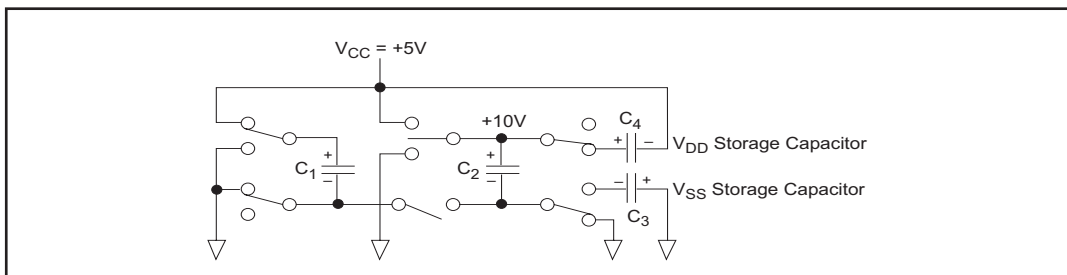 VCC = +5V
+10V
C4
+
–
VDD Storage Capacitor
+
C1
–
+
C2
–
–
+
VSS Storage Capacitor
C3